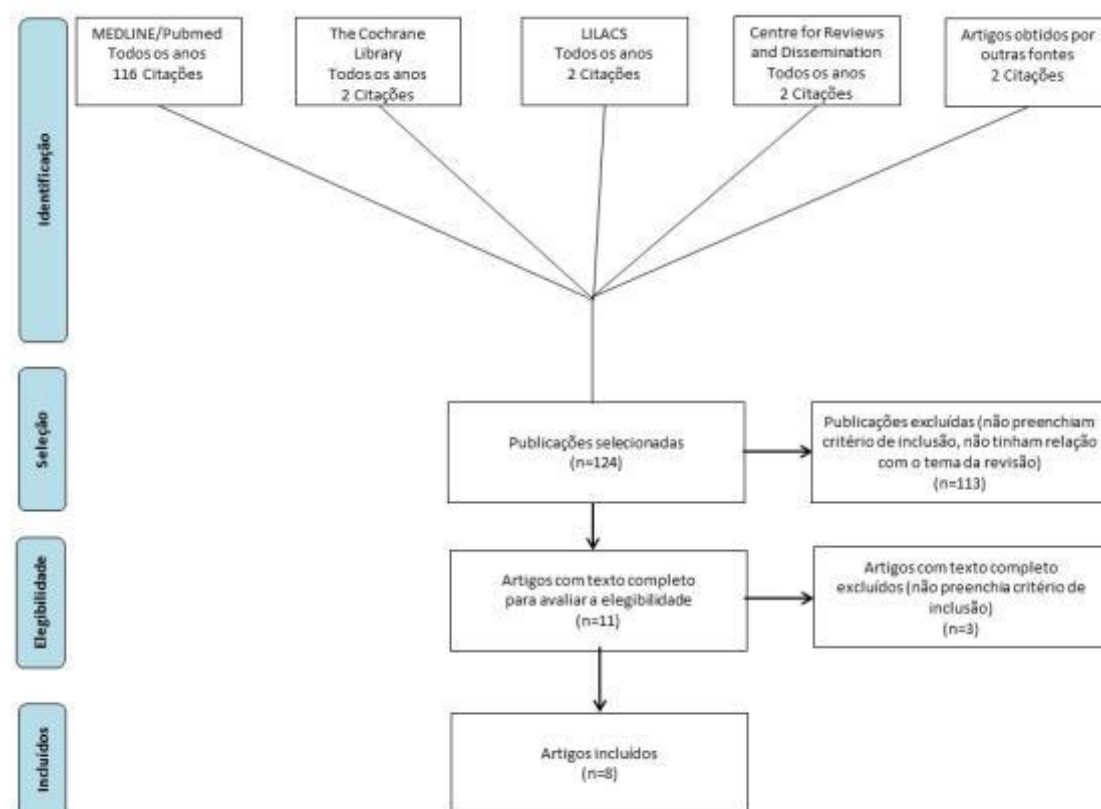 MEDLINE/Pubmed
Todos os anos
116 Citações
The Cochrane
Library
Todos os anos
2 Citações
LILACS
Todos os anos
2 Citações
Centre for Reviews
and Dissemination
Todos os anos
2 Citações
Artigos obtidos por
outras fontes
2 Citações
Identificação
Seleção
Publicações selecionadas
(n=124)
Publicações excluídas (não preenchiam
critério de inclusão, não tinham relação
com o tema da revisão)
(n=113)
Elegibilidade
Artigos com texto completo
para avaliar a elegibilidade
(n=11)
Artigos com texto completo
excluídos (não preenchia critério de
inclusão)
(n=3)
Incluídos
Artigos incluídos
(n=8)